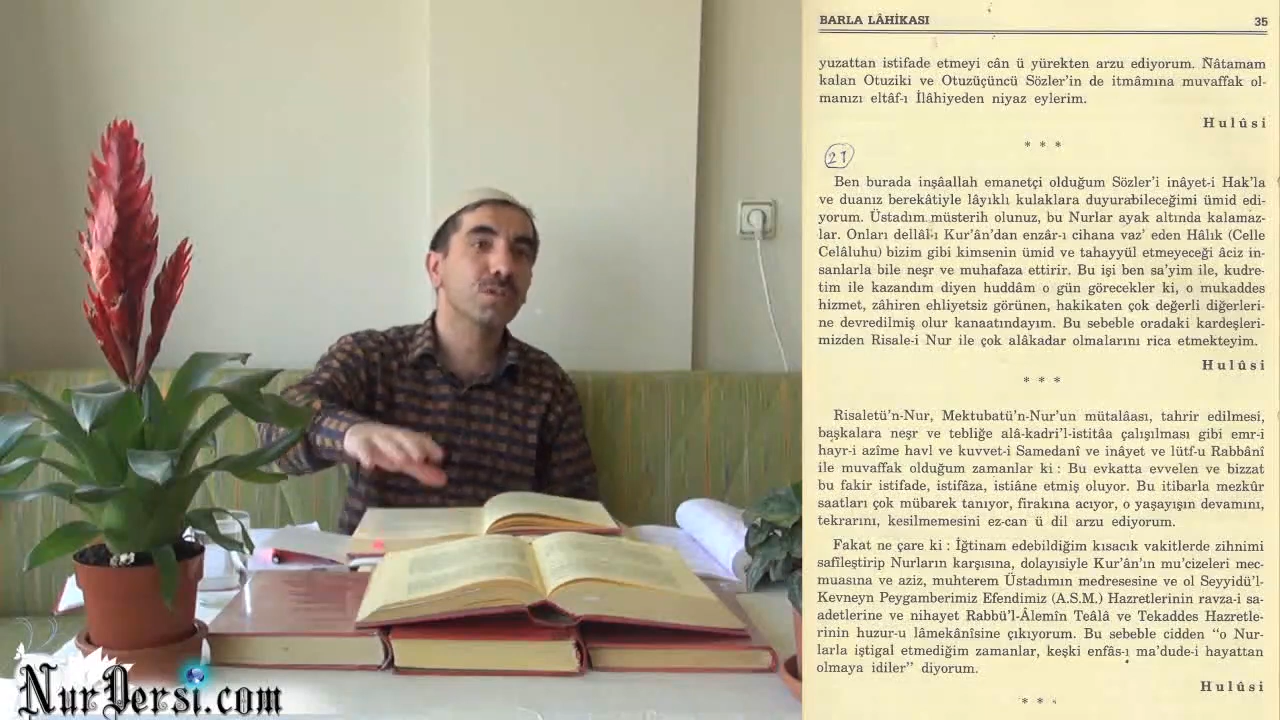 BARLA LÂHİKASI 35
yuzattan istifade etmeyi cân ü yürekten arzu ediyorum. Nâtamam
kalan Otuziki ve Otuzüçüncü Sözler'in de itmâmına muvaffak ol-
manızı eltâf-ı İlâhiyeden niyaz eylerim.
Hulûsi
* * *
21
Ben burada inşâallah emanetçi olduğum Sözler'i inâyet-i Hak'la
ve duanız berekâtiyle lâyıklı kulaklara duyurabileceğimi ümid edi-
yorum. Üstadım müsterih olunuz, bu Nurlar ayak altında kalamaz-
lar. Onları dellâl-ı Kur'ân'dan enzâr-ı cihana vaz' eden Hâlık (Celle
Celâluhu) bizim gibi kimsenin ümid ve tahayyül etmeyeceği âciz in-
sanlarla bile neşr ve muhafaza ettirir. Bu işi ben sa'yim ile, kudre-
tim ile kazandım diyen huddâm o gün görecekler ki, o mukaddes
hizmet, zâhiren ehliyetsiz görünen, hakikaten çok değerli diğerleri-
ne devredilmiş olur kanaatındayım. Bu sebeble oradaki kardeşleri-
mizden Risale-i Nur ile çok alâkadar olmalarını rica etmekteyim.
Hulûsi
* * *
Risaletü'n-Nur, Mektubatü'n-Nur'un mütalâası, tahrir edilmesi,
başkalara neşr ve tebliğe alâ-kadri'l-istitâa çalışılması gibi emr-i
hayr-i azîme havl ve kuvvet-i Samedanî ve inâyet ve lütf-u Rabbânî
ile muvaffak olduğum zamanlar ki : Bu evkatta evvelen ve bizzat
bu fakir istifade, istifâza, istiâne etmiş oluyor. Bu itibarla mezkûr
saatları çok mübarek tanıyor, firakına acıyor, o yaşayışın devamını,
tekrarını, kesilmemesini ez-can ü dil arzu ediyorum.
Fakat ne çare ki : İğtinam edebildiğim kısacık vakitlerde zihnimi
safileştirip Nurların karşısına, dolayısiyle Kur'ân'ın mu'cizeleri mec-
muasına ve aziz, muhterem Üstadımın medresesine ve ol Seyyidü'l-
Kevneyn Peygamberimiz Efendimiz (A.S.M.) Hazretlerinin ravza-i sa-
adetlerine ve nihayet Rabbü'l-Âlemîn Teâlâ ve Tekaddes Hazretle-
rinin huzur-u lâmekânîsine çıkıyorum. Bu sebeble cidden "o Nur-
larla iştigal etmediğim zamanlar, keşki enfâs-ı ma'dude-i hayattan
olmaya idiler" diyorum.
Hulûsi
* * *
NurDersi.com